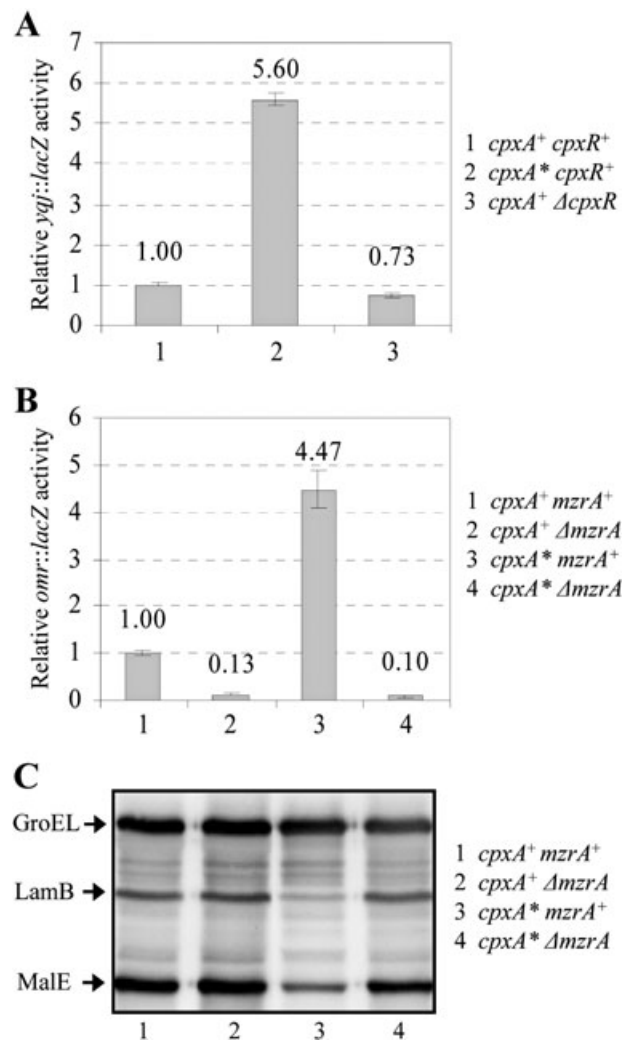 A
Relative yqj::lacZ activity
7
6
5
4
3
2
1
0
1.00
5.60
0.73
1 2 3
1 cpxA⁺ cpxR⁺
2 cpxA* cpxR⁺
3 cpxA⁺ ΔcpxR
B
Relative omr::lacZ activity
6
5
4
3
2
1
0
1.00
0.13
4.47
0.10
1 2 3 4
1 cpxA⁺ mzrA⁺
2 cpxA⁺ ΔmzrA
3 cpxA* mzrA⁺
4 cpxA* ΔmzrA
C
GroEL
LamB
MalE
1 2 3 4
1 cpxA⁺ mzrA⁺
2 cpxA⁺ ΔmzrA
3 cpxA* mzrA⁺
4 cpxA* ΔmzrA